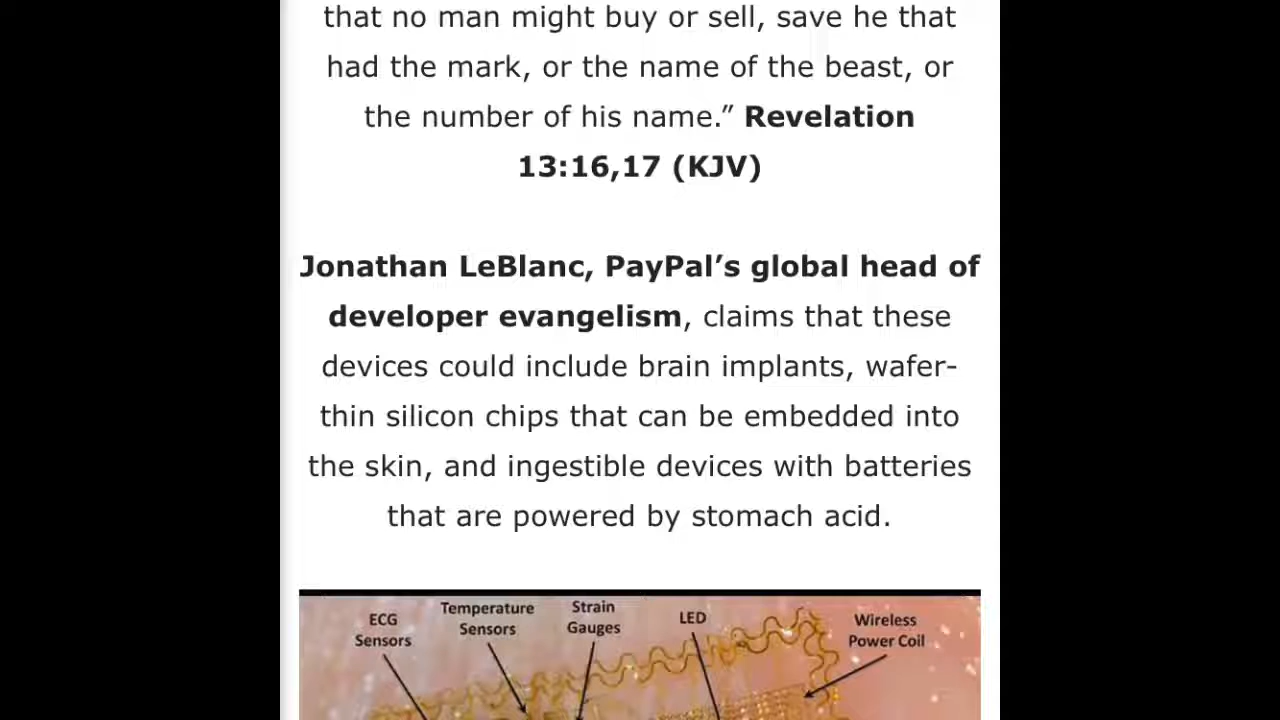 that no man might buy or sell, save he that
had the mark, or the name of the beast, or
the number of his name.” Revelation
13:16,17 (KJV)
Jonathan LeBlanc, PayPal’s global head of
developer evangelism, claims that these
devices could include brain implants, wafer-
thin silicon chips that can be embedded into
the skin, and ingestible devices with batteries
that are powered by stomach acid.
ECG
Sensors
Temperature
Sensors
Strain
Gauges
LED
Wireless
Power Coil